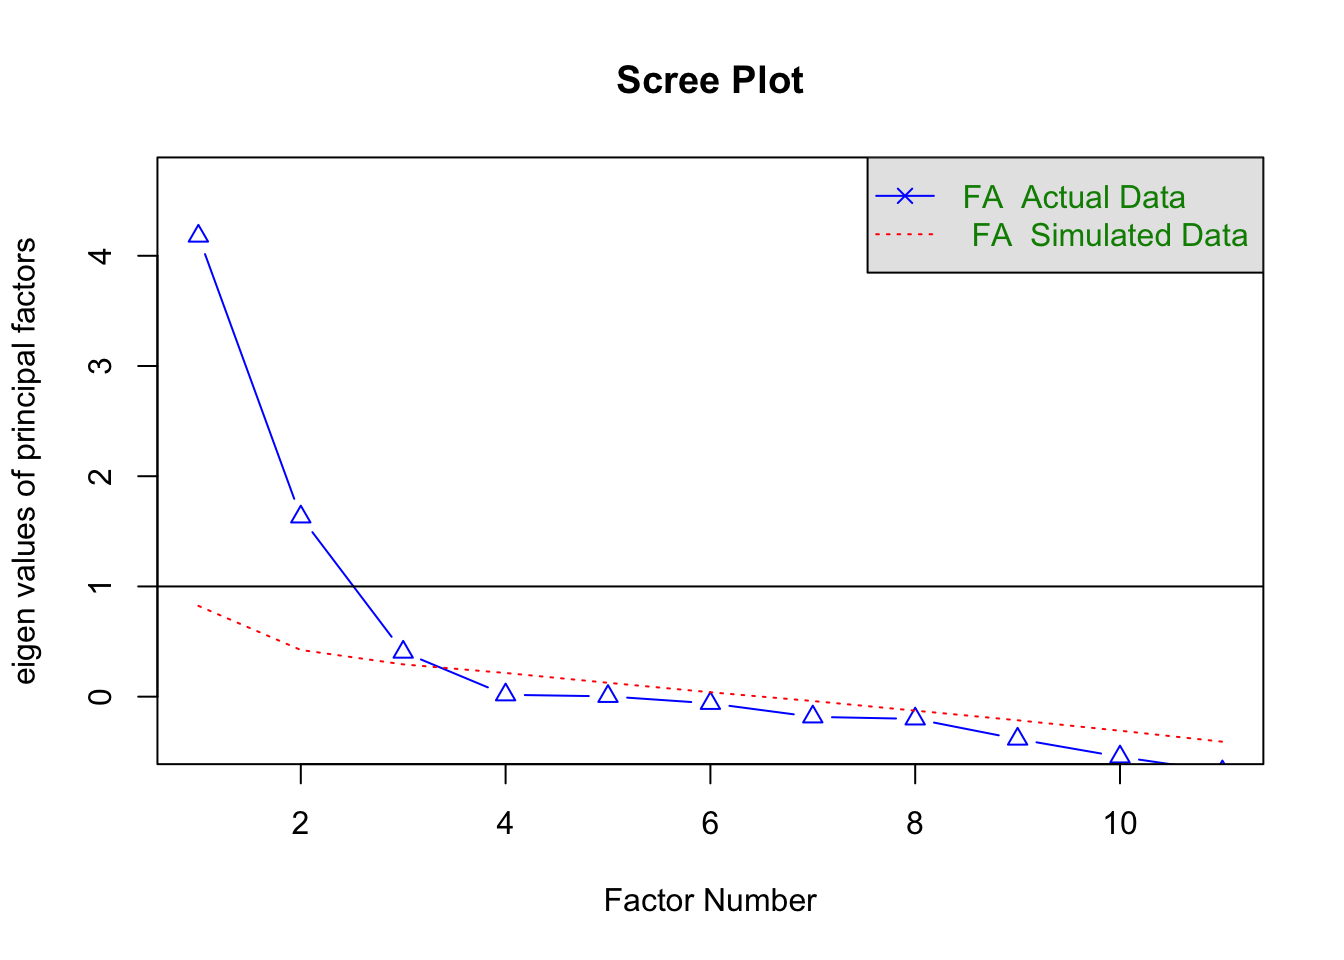 Scree Plot
FA  Actual Data
FA  Simulated Data
eigen values of principal factors
4
3
2
1
0
2
4
6
8
10
Factor Number